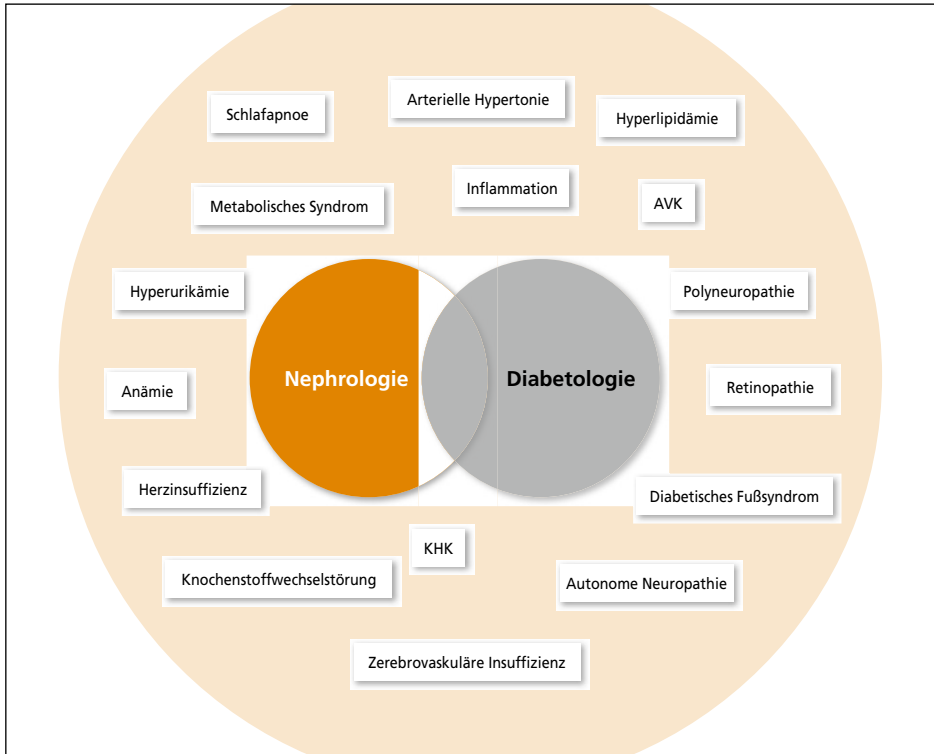 Schlafapnoe
Arterielle Hypertonie
Hyperlipidämie
Metabolisches Syndrom
Inflammation
AVK
Hyperurikämie
Polyneuropathie
Nephrologie
Diabetologie
Anämie
Retinopathie
Herzinsuffizienz
Diabetisches Fußsyndrom
KHK
Knochenstoffwechselstörung
Autonome Neuropathie
Zerebrovaskuläre Insuffizienz